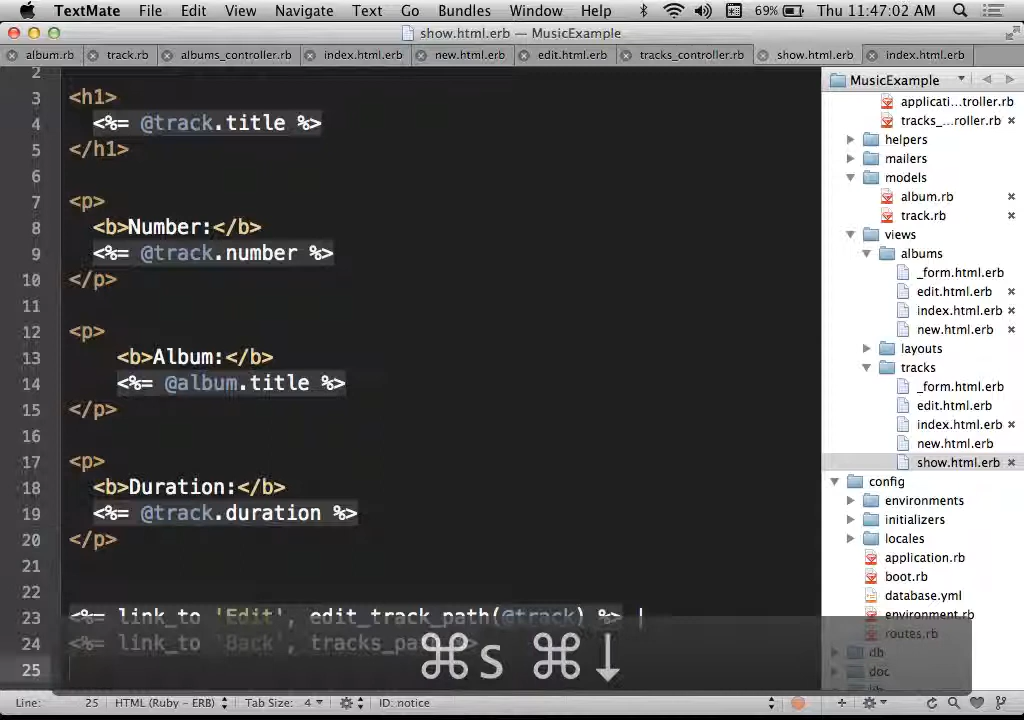 TextMate File Edit View Navigate Text Go Bundles Window Help 69% Thu 11:47:02 AM
show.html.erb — MusicExample
album.rb track.rb albums_controller.rb index.html.erb new.html.erb edit.html.erb tracks_controller.rb show.html.erb index.html.erb
2
3 <h1>
4 <%= @track.title %>
5 </h1>
6
7 <p>
8 <b>Number:</b>
9 <%= @track.number %>
10 </p>
11
12 <p>
13 <b>Album:</b>
14 <%= @album.title %>
15 </p>
16
17 <p>
18 <b>Duration:</b>
19 <%= @track.duration %>
20 </p>
21
22
23 <%= link_to 'Edit', edit_track_path(@track) %> |
24 <%= link_to 'Back', tracks_pa
25
⌘s ⌘↓
MusicExample
applicati…troller.rb
tracks_…roller.rb
helpers
mailers
models
album.rb
track.rb
views
albums
_form.html.erb
edit.html.erb
index.html.erb
new.html.erb
layouts
tracks
_form.html.erb
edit.html.erb
index.html.erb
new.html.erb
show.html.erb
config
environments
initializers
locales
application.rb
boot.rb
database.yml
environment.rb
routes.rb
db
doc
Line: 25 HTML (Ruby – ERB) Tab Size: 4 ID: notice